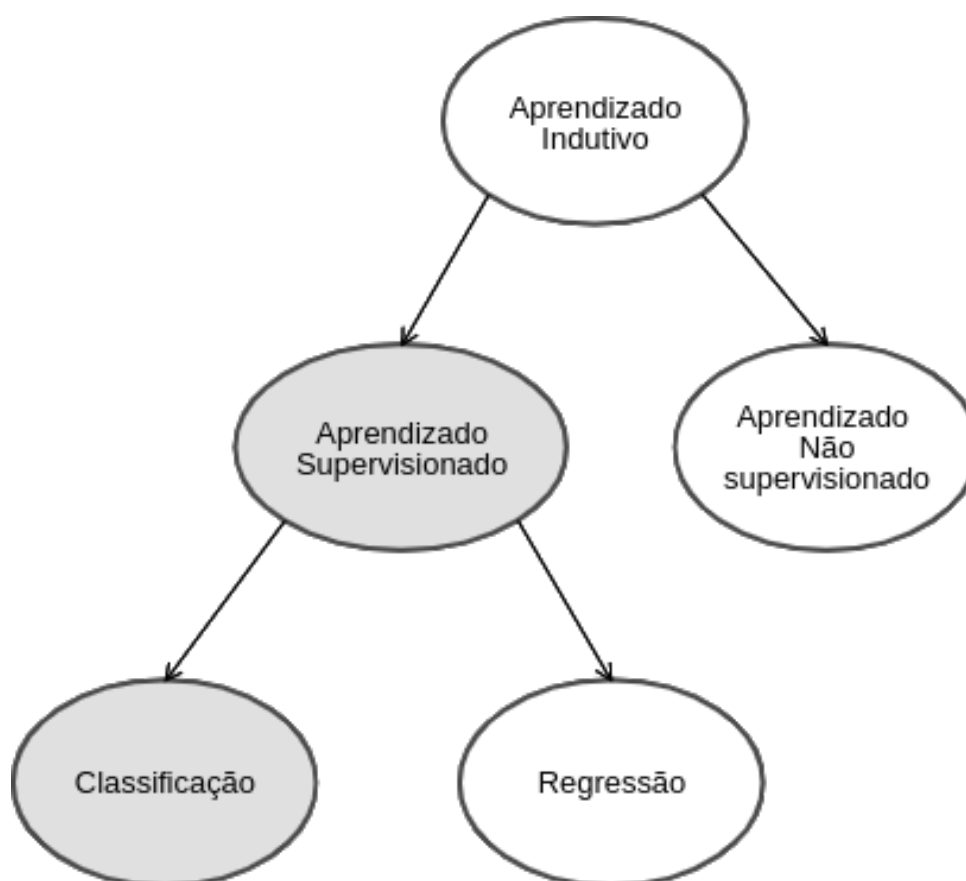 Aprendizado
Indutivo
Aprendizado
Supervisionado
Aprendizado
Não
supervisionado
Classificação
Regressão